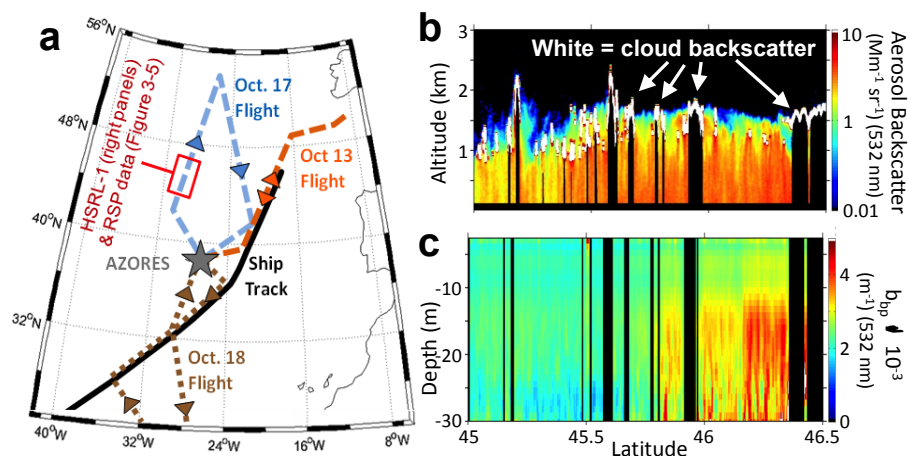 a
56°N
48°N
40°N
32°N
40°W
32°W
24°W
16°W
8°W
Oct. 17
Flight
Oct 13
Flight
HSRL-1 (right panels)
& RSP data (Figure 3-5)
AZORES
Ship
Track
Oct. 18
Flight
b
White = cloud backscatter
Altitude (km)
3
2
1
10
1
0.01
Aerosol Backscatter
(Mm⁻¹ sr⁻¹) (532 nm)
c
Depth (m)
-10
-20
-30
45
45.5
46
46.5
Latitude
4
2
0
b_bp 10⁻³
(m⁻¹) (532 nm)